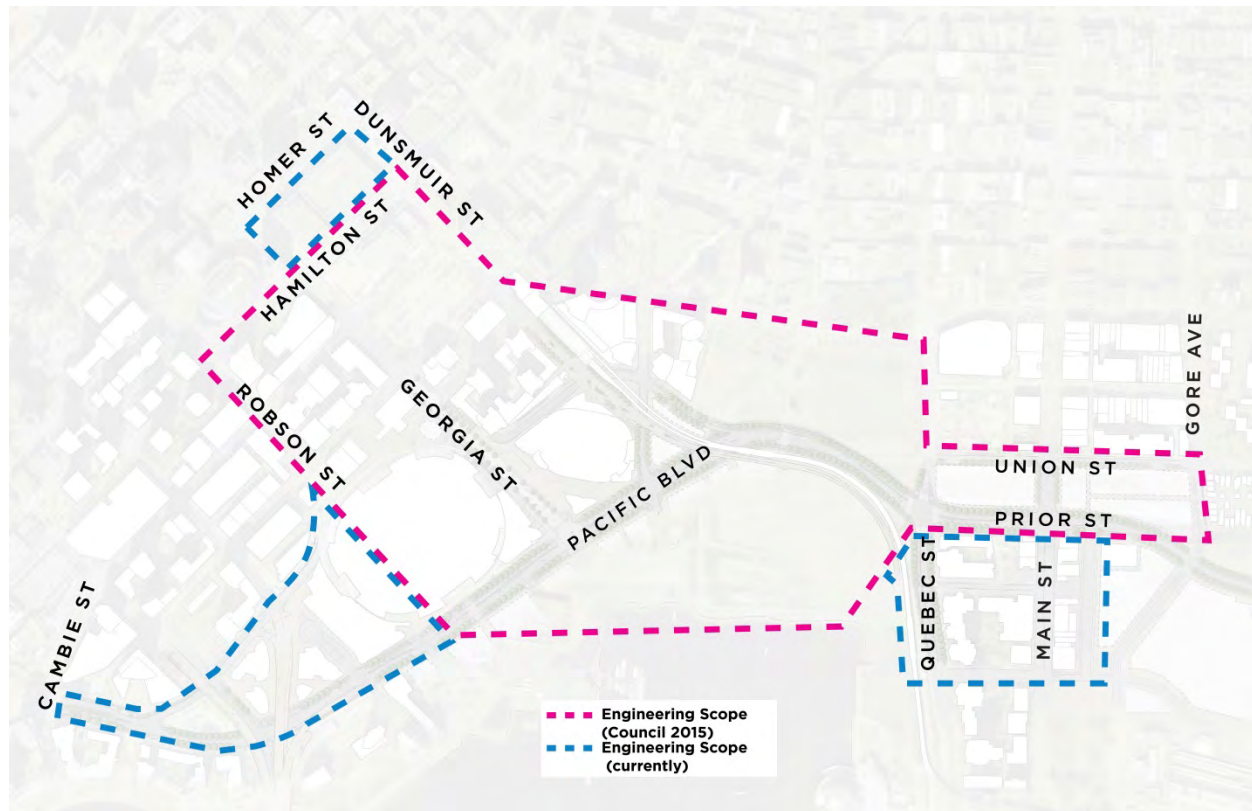 DUNSMUIR ST
HOMER ST
HAMILTON ST
GORE AVE
ROBSON ST
GEORGIA ST
PACIFIC BLVD
UNION ST
PRIOR ST
QUEBEC ST
MAIN ST
CAMBIE ST
Engineering Scope
(Council 2015)
Engineering Scope
(currently)